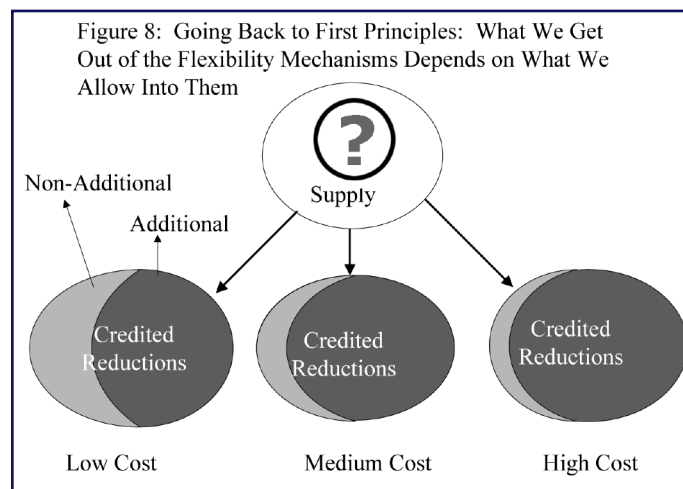 Figure 8: Going Back to First Principles: What We Get
Out of the Flexibility Mechanisms Depends on What We
Allow Into Them
?
Supply
Non-Additional
Additional
Credited
Reductions
Credited
Reductions
Credited
Reductions
Low Cost
Medium Cost
High Cost